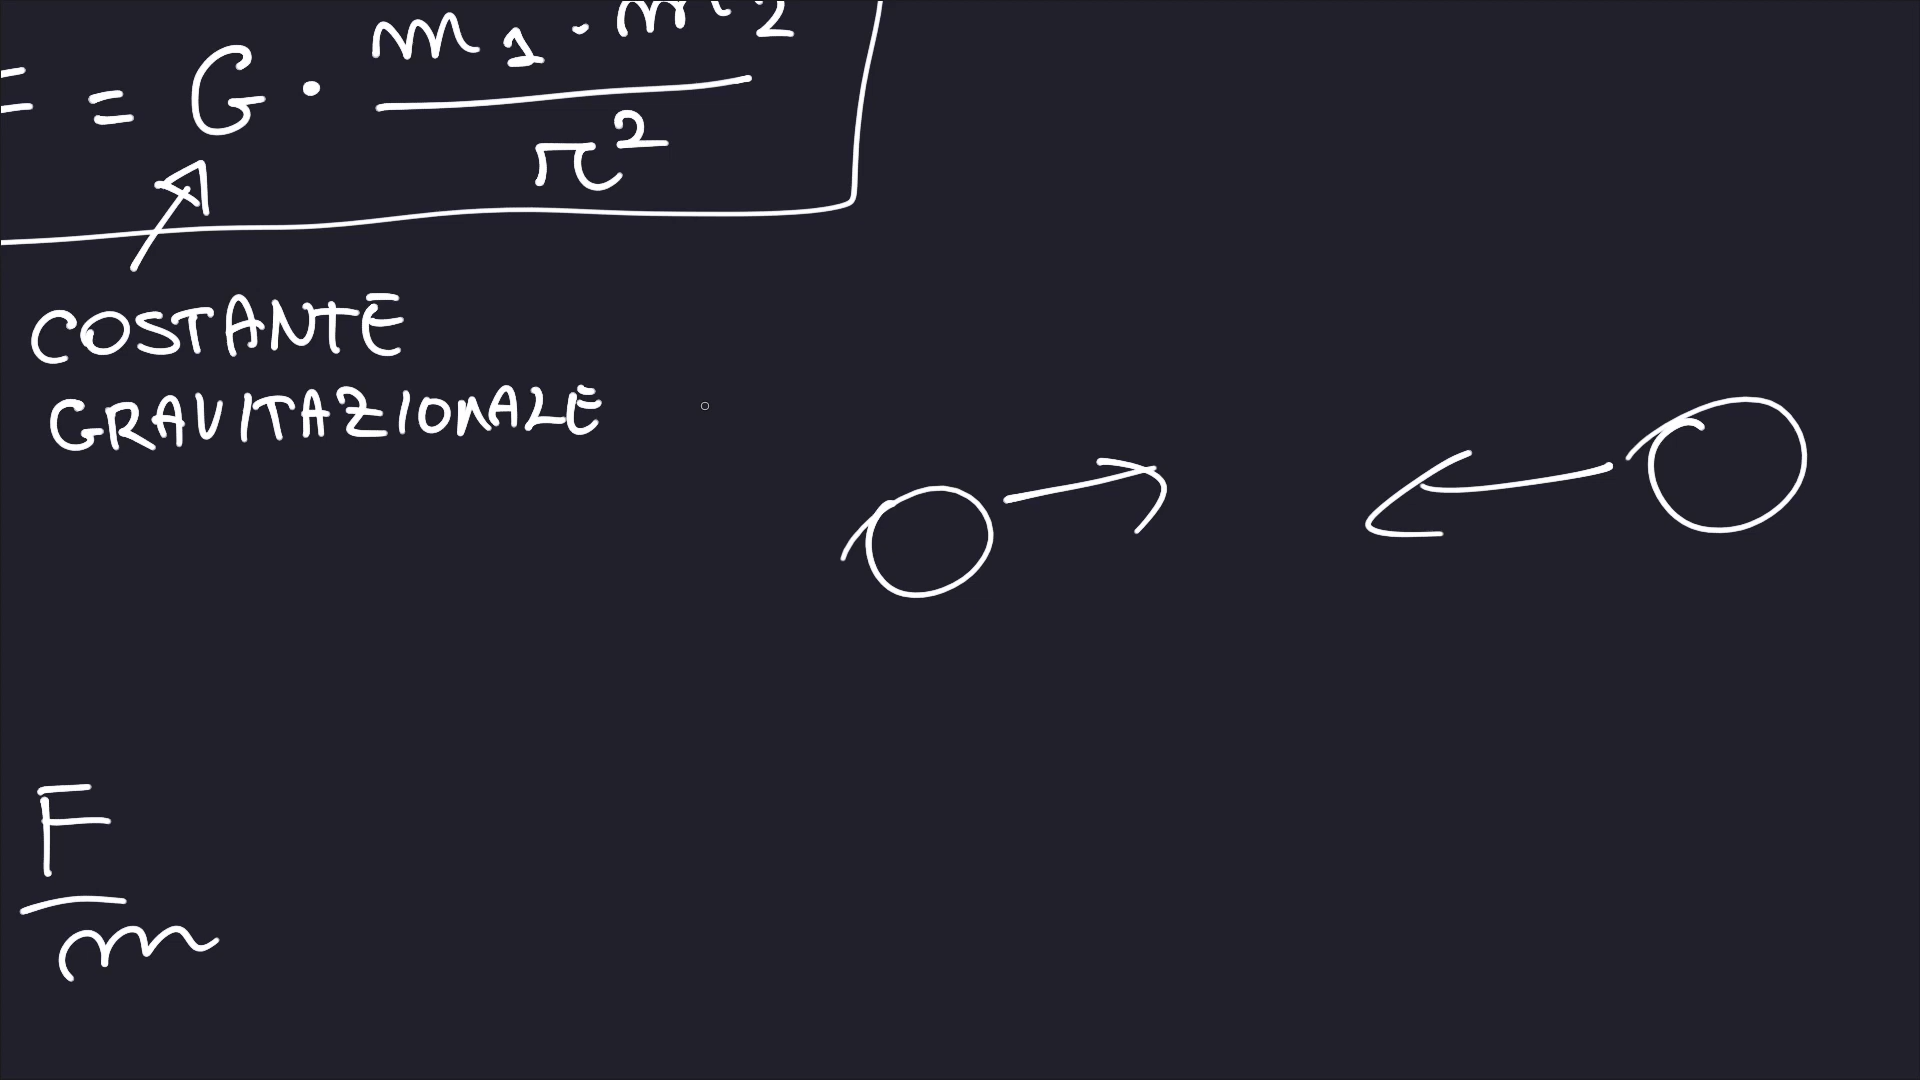 F = G · m₁ · m₂ / r²
COSTANTE
GRAVITAZIONALE
F
m